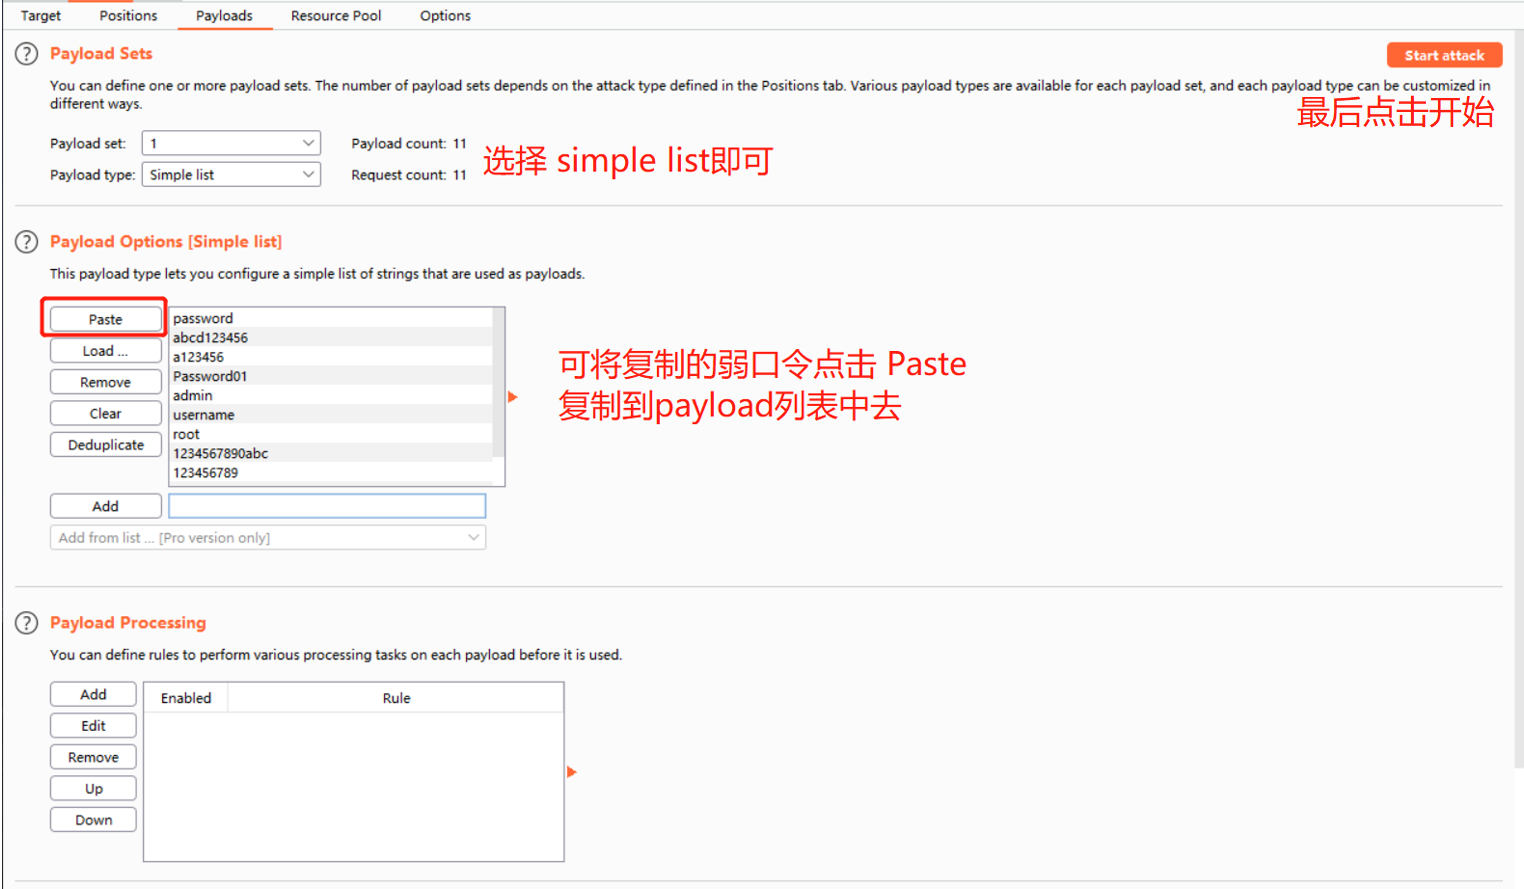 Target Positions Payloads Resource Pool Options
? Payload Sets
Start attack
You can define one or more payload sets. The number of payload sets depends on the attack type defined in the Positions tab. Various payload types are available for each payload set, and each payload type can be customized in
different ways.
最后点击开始
Payload set: 1 Payload count: 11
Payload type: Simple list Request count: 11
选择 simple list即可
? Payload Options [Simple list]
This payload type lets you configure a simple list of strings that are used as payloads.
Paste
Load ...
Remove
Clear
Deduplicate
password
abcd123456
a123456
Password01
admin
username
root
1234567890abc
123456789
可将复制的弱口令点击 Paste
复制到payload列表中去
Add
Add from list ... [Pro version only]
? Payload Processing
You can define rules to perform various processing tasks on each payload before it is used.
Add
Edit
Remove
Up
Down
Enabled Rule